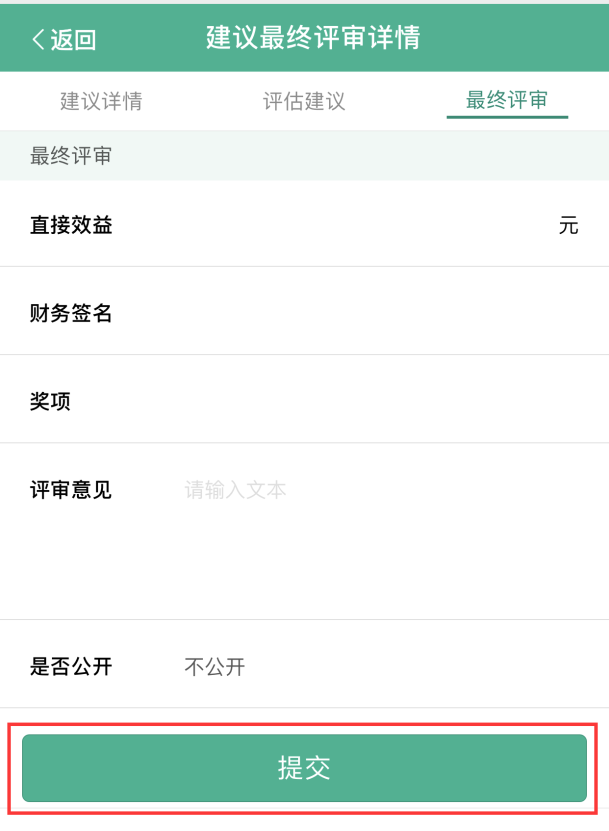 返回 建议最终评审详情
建议详情 评估建议 最终评审
最终评审
直接效益 元
财务签名
奖项
评审意见 请输入文本
是否公开 不公开
提交